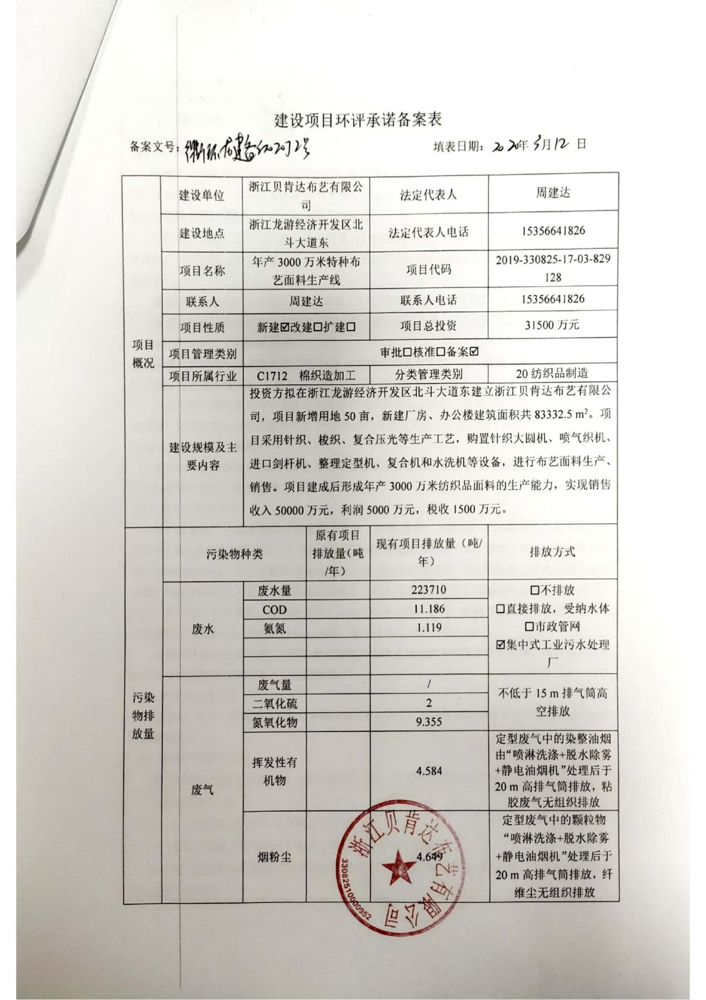 建设项目环评承诺备案表
备案文号：衢环龙建备
填表日期：2020年3月12日
项目
概况
建设单位
浙江贝肯达布艺有限公
司
法定代表人
周建达
建设地点
浙江龙游经济开发区北
斗大道东
法定代表人电话
15356641826
项目名称
年产 3000 万米特种布
艺面料生产线
项目代码
2019-330825-17-03-829
128
联系人
周建达
联系人电话
15356641826
项目性质
新建☑改建☐扩建☐
项目总投资
31500 万元
项目管理类别
审批☐核准☐备案☑
项目所属行业
C1712 棉织造加工
分类管理类别
20 纺织品制造
建设规模及主
要内容
投资方拟在浙江龙游经济开发区北斗大道东建立浙江贝肯达布艺有限公
司，项目新增用地 50 亩，新建厂房、办公楼建筑面积共 83332.5 m²。项
目采用针织、梭织、复合压光等生产工艺，购置针织大圆机、喷气织机、
进口剑杆机、整理定型机、复合机和水洗机等设备，进行布艺面料生产、
销售。项目建成后形成年产 3000 万米纺织品面料的生产能力，实现销售
收入 50000 万元，利润 5000 万元，税收 1500 万元。
污染
物排
放量
污染物种类
原有项目
排放量（吨
/年）
现有项目排放量（吨/
年）
排放方式
废水
废水量
223710
COD
11.186
氨氮
1.119
☐不排放
☐直接排放，受纳水体
☐市政管网
☑集中式工业污水处理
厂
废气
废气量
/
二氧化硫
2
氮氧化物
9.355
不低于 15 m 排气筒高
空排放
挥发性有
机物
4.584
定型废气中的染整油烟
由“喷淋洗涤+脱水除雾
+静电油烟机”处理后于
20 m 高排气筒排放，粘
胶废气无组织排放
烟粉尘
4.649
定型废气中的颗粒物
“喷淋洗涤+脱水除雾
+静电油烟机”处理后于
20 m 高排气筒排放，纤
维尘无组织排放
浙江贝肯达布艺有限公司
33082510000952